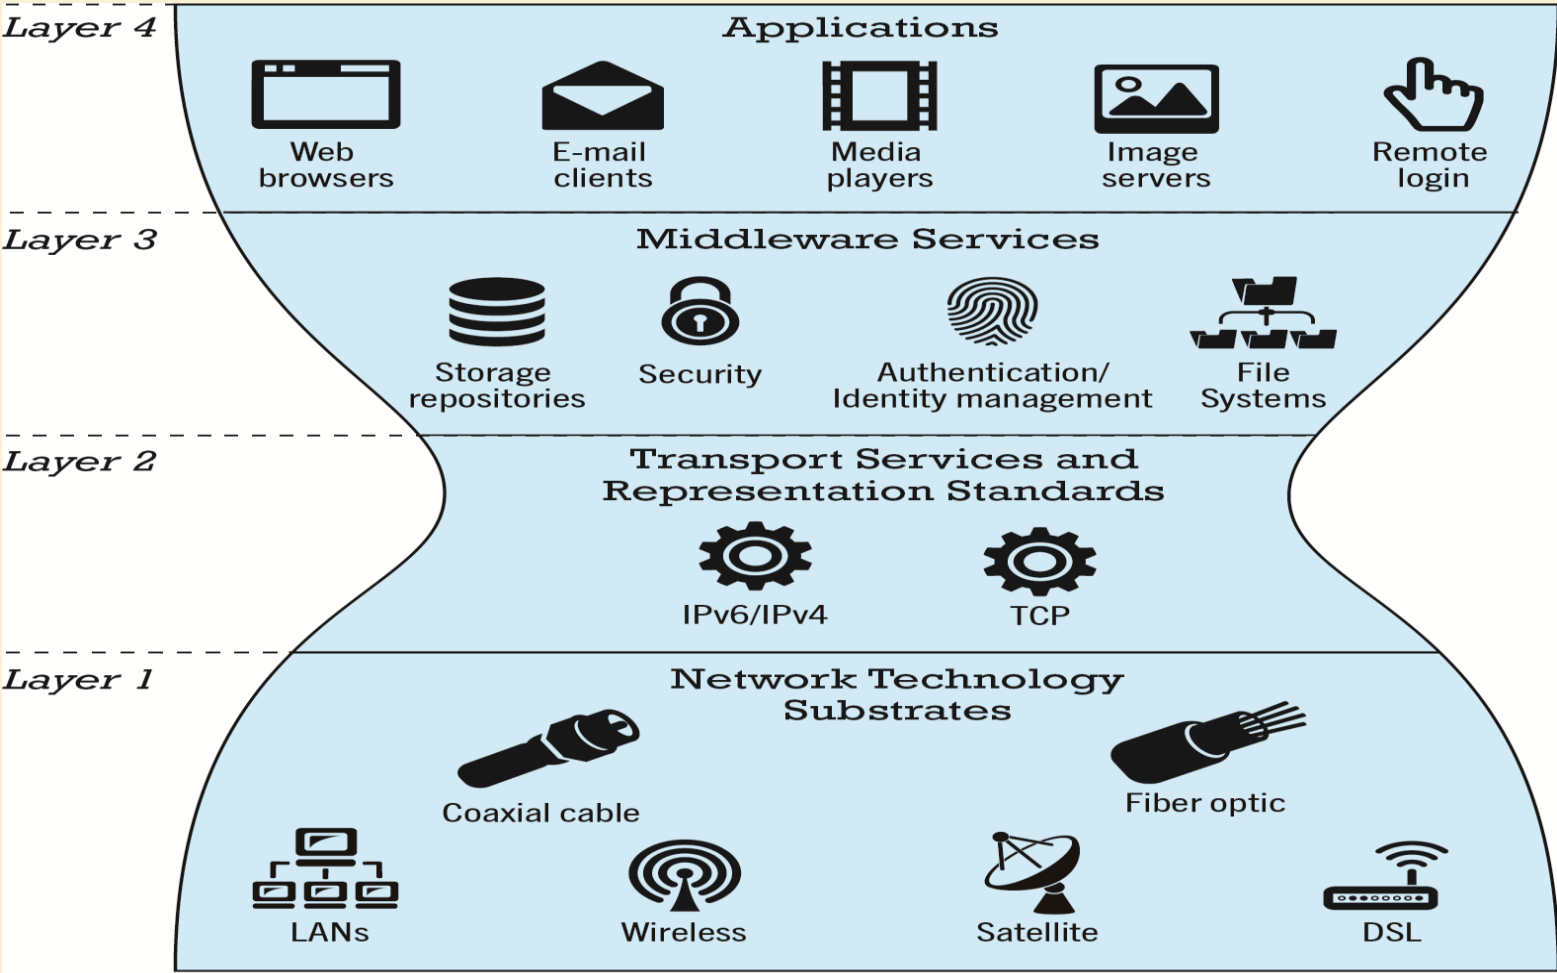 Layer 4
Applications
Web
browsers
E-mail
clients
Media
players
Image
servers
Remote
login
Layer 3
Middleware Services
Storage
repositories
Security
Authentication/
Identity management
File
Systems
Layer 2
Transport Services and
Representation Standards
IPv6/IPv4
TCP
Layer 1
Network Technology
Substrates
Coaxial cable
Fiber optic
LANs
Wireless
Satellite
DSL